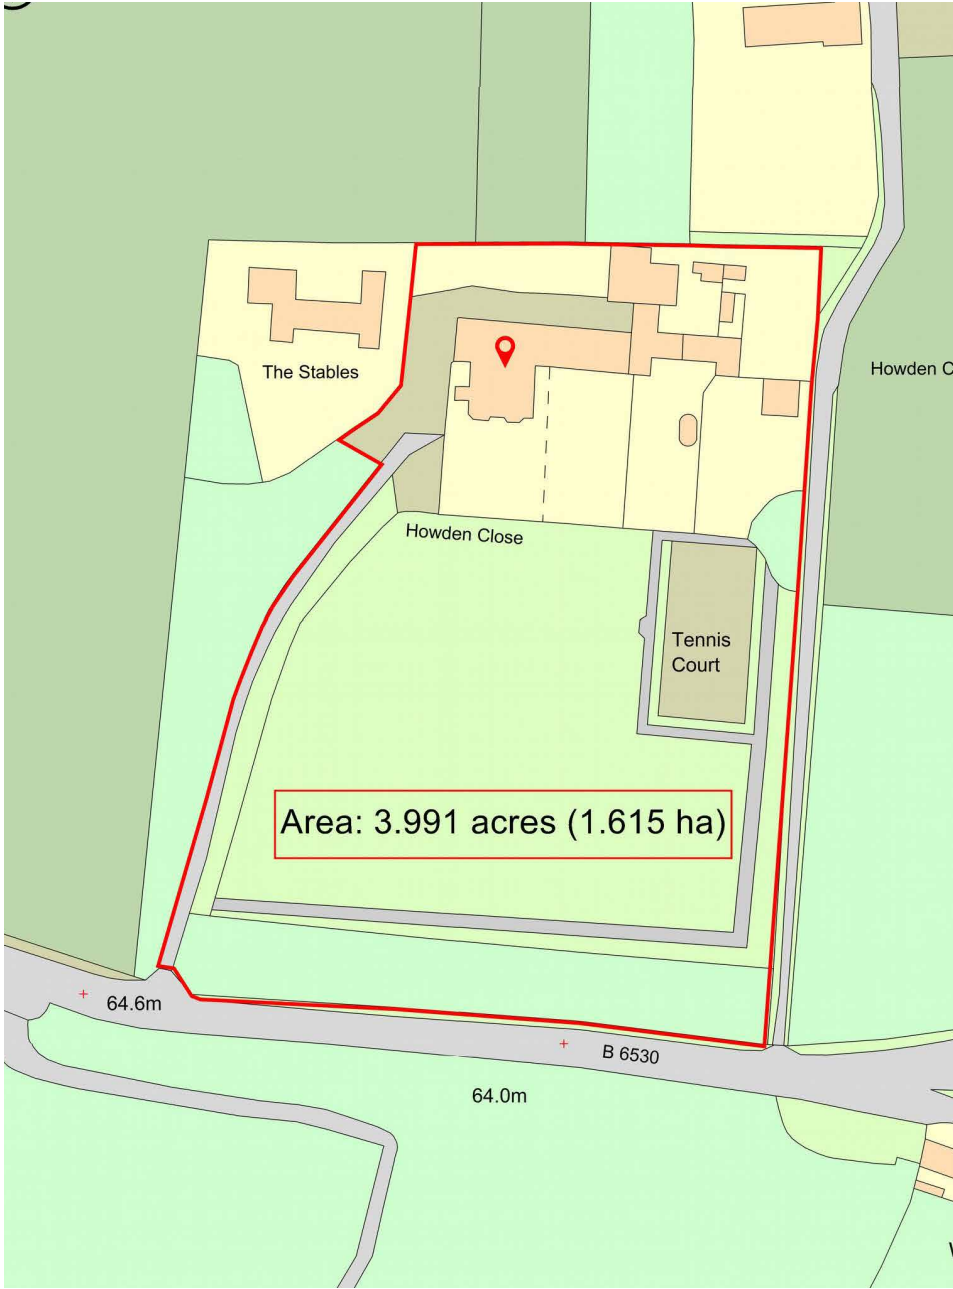 The Stables
Howden C
Howden Close
Tennis
Court
Area: 3.991 acres (1.615 ha)
64.6m
B 6530
64.0m